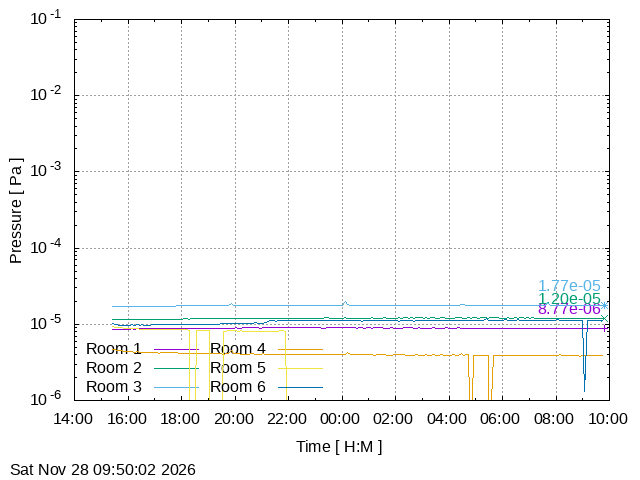 10^-1
10^-2
10^-3
10^-4
10^-5
10^-6
Pressure [ Pa ]
1.77e-05
1.20e-05
8.77e-06
Room 1 Room 4
Room 2 Room 5
Room 3 Room 6
14:00 16:00 18:00 20:00 22:00 00:00 02:00 04:00 06:00 08:00 10:00
Time [ H:M ]
Sat Nov 28 09:50:02 2026